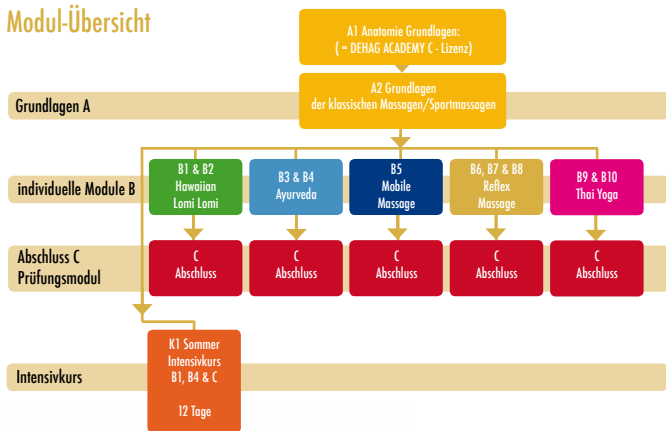 Modul-Übersicht
A1 Anatomie Grundlagen:
( = DEHAG ACADEMY C - Lizenz)
A2 Grundlagen
der klassischen Massagen/Sportmassagen
Grundlagen A
individuelle Module B
B1 & B2
Hawaiian
Lomi Lomi
B3 & B4
Ayurveda
B5
Mobile
Massage
B6, B7 & B8
Reflex
Massage
B9 & B10
Thai Yoga
Abschluss C
Prüfungsmodul
C
Abschluss
C
Abschluss
C
Abschluss
C
Abschluss
C
Abschluss
Intensivkurs
K1 Sommer
Intensivkurs
B1, B4 & C
12 Tage